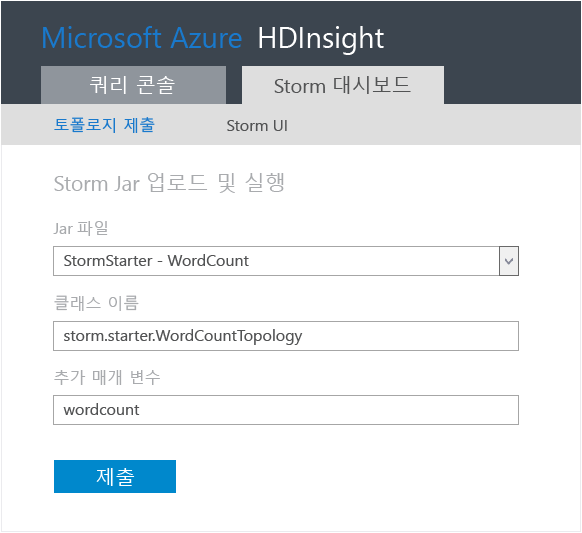 Microsoft Azure HDInsight
쿼리 콘솔 Storm 대시보드
토폴로지 제출 Storm UI
Storm Jar 업로드 및 실행
Jar 파일
StormStarter - WordCount
클래스 이름
storm.starter.WordCountTopology
추가 매개 변수
wordcount
제출